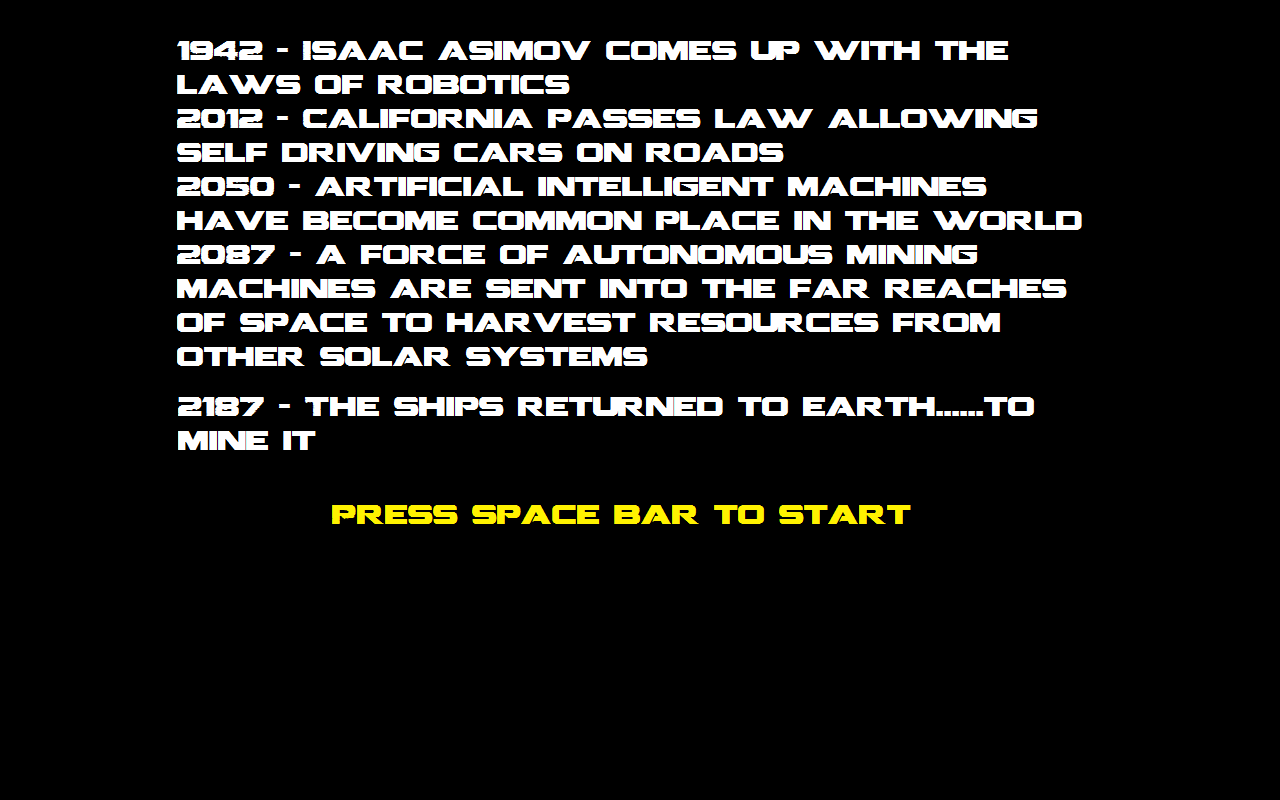 1942 - ISAAC ASIMOV COMES UP WITH THE
LAWS OF ROBOTICS
2012 - CALIFORNIA PASSES LAW ALLOWING
SELF DRIVING CARS ON ROADS
2050 - ARTIFICIAL INTELLIGENT MACHINES
HAVE BECOME COMMON PLACE IN THE WORLD
2087 - A FORCE OF AUTONOMOUS MINING
MACHINES ARE SENT INTO THE FAR REACHES
OF SPACE TO HARVEST RESOURCES FROM
OTHER SOLAR SYSTEMS
2187 - THE SHIPS RETURNED TO EARTH......TO
MINE IT
PRESS SPACE BAR TO START